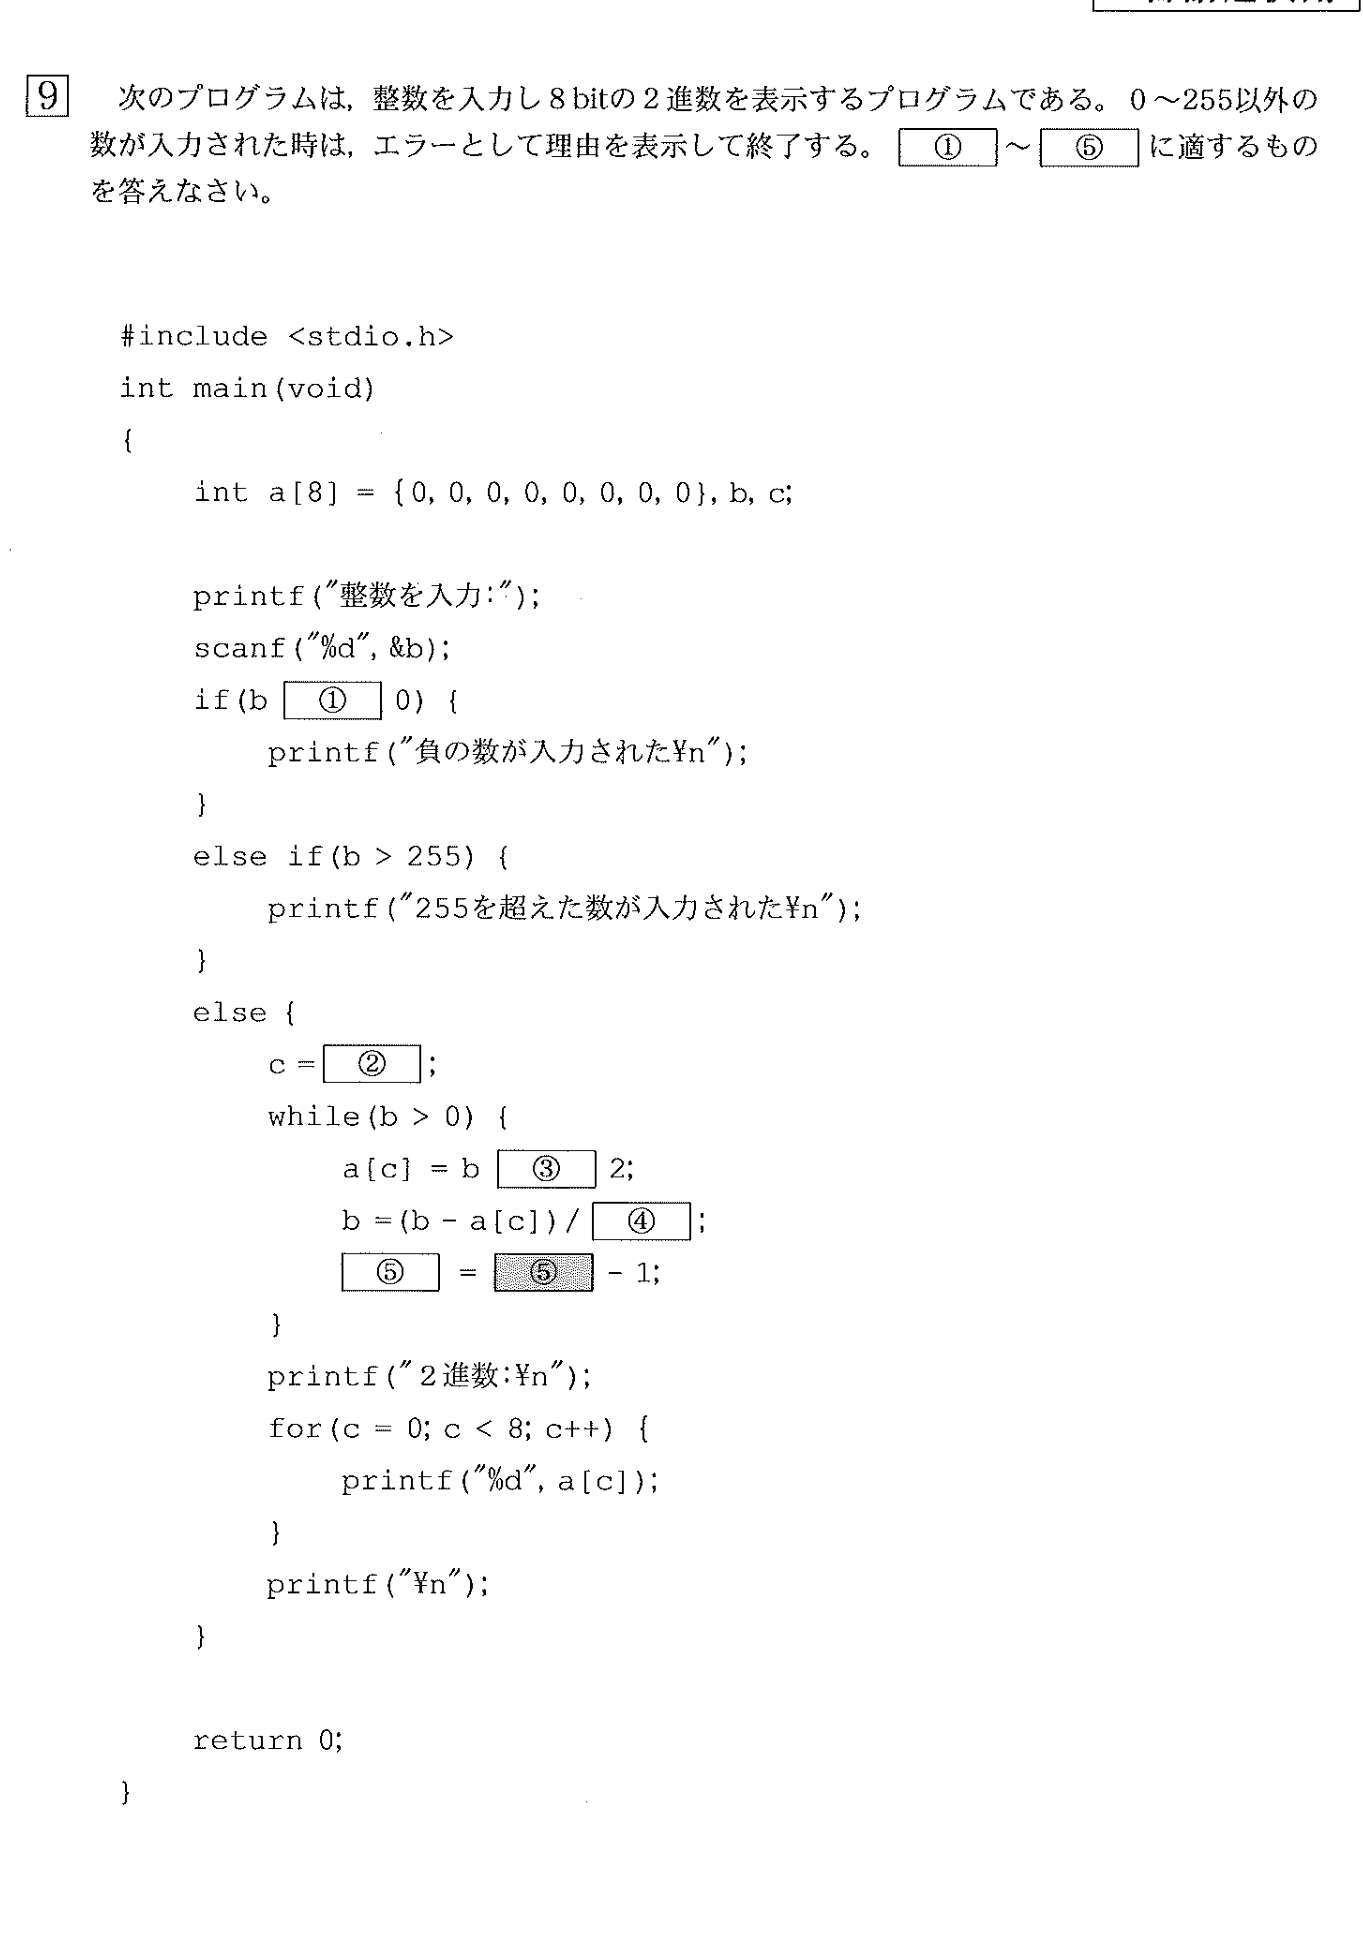 9 次のプログラムは，整数を入力し8bitの2進数を表示するプログラムである。0～255以外の
数が入力された時は，エラーとして理由を表示して終了する。 ① ～ ⑤ に適するもの
を答えなさい。
#include <stdio.h>
int main(void)
{
int a[8] = {0, 0, 0, 0, 0, 0, 0, 0}, b, c;
printf("整数を入力:");
scanf("%d", &b);
if(b ① 0) {
printf("負の数が入力された¥n");
}
else if(b > 255) {
printf("255を超えた数が入力された¥n");
}
else {
c = ② ;
while(b > 0) {
a[c] = b ③ 2;
b =(b - a[c]) / ④ ;
⑤ = ⑤ - 1;
}
printf("2進数:¥n");
for(c = 0; c < 8; c++) {
printf("%d", a[c]);
}
printf("¥n");
}
return 0;
}